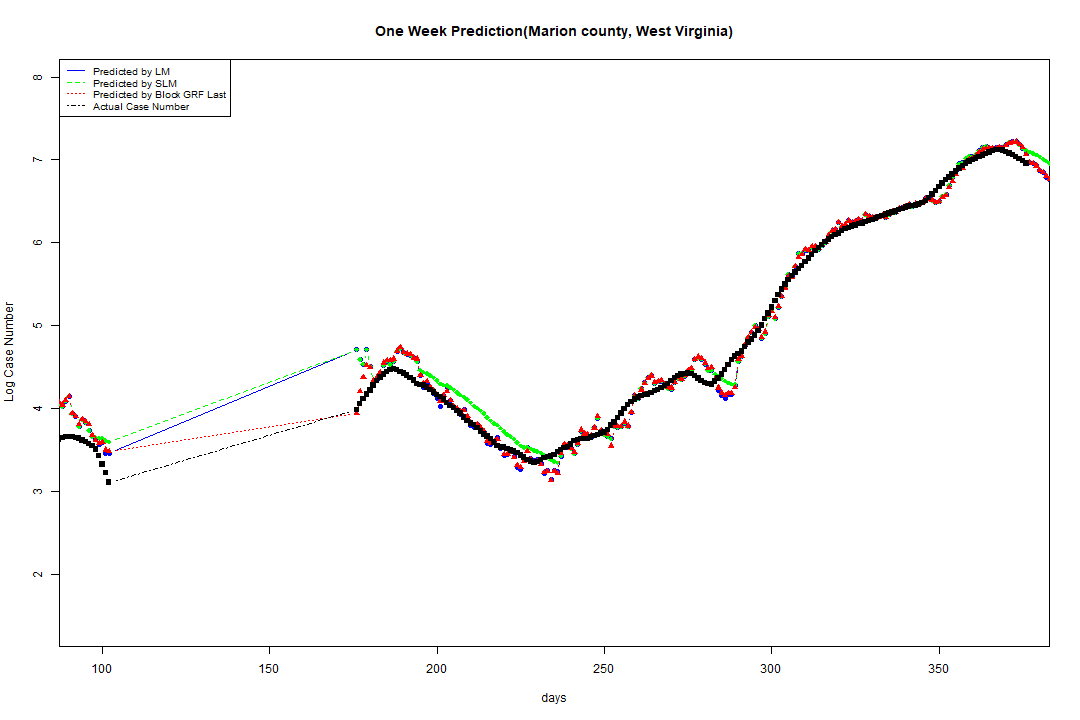 One Week Prediction(Marion county, West Virginia)
Predicted by LM
Predicted by SLM
Predicted by Block GRF Last
Actual Case Number
8
7
6
5
4
3
2
Log Case Number
100 150 200 250 300 350
days